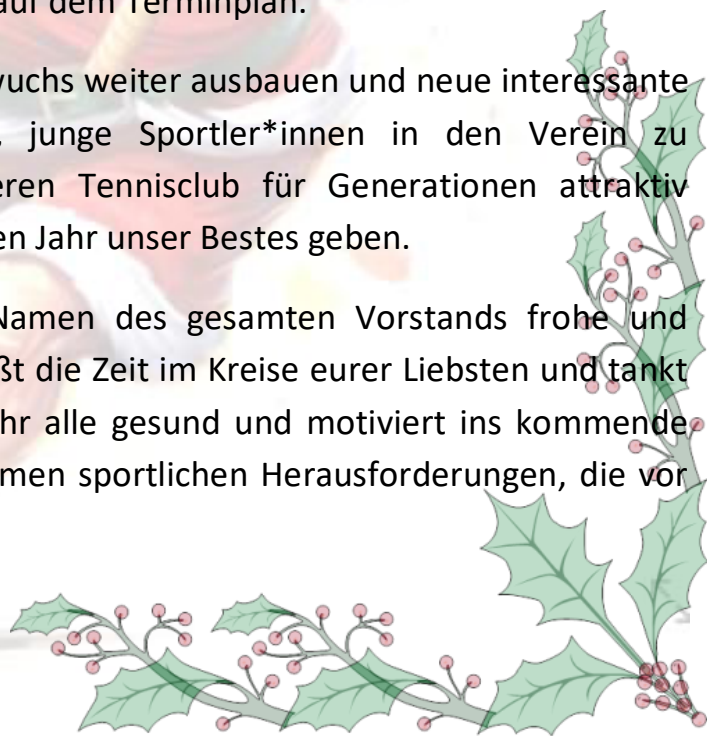 auf dem Terminplan.
wuchs weiter ausbauen und neue interessante
, junge Sportler*innen in den Verein zu
eren Tennisclub für Generationen attraktiv
en Jahr unser Bestes geben.
Namen des gesamten Vorstands frohe und
ßt die Zeit im Kreise eurer Liebsten und tankt
hr alle gesund und motiviert ins kommende
men sportlichen Herausforderungen, die vor